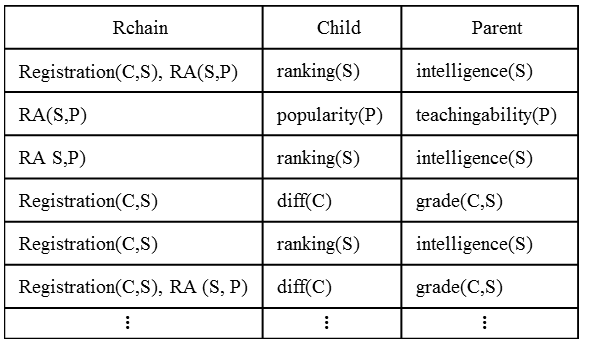 Rchain Child Parent
Registration(C,S), RA(S,P) ranking(S) intelligence(S)
RA(S,P) popularity(P) teachingability(P)
RA S,P) ranking(S) intelligence(S)
Registration(C,S) diff(C) grade(C,S)
Registration(C,S) ranking(S) intelligence(S)
Registration(C,S), RA (S, P) diff(C) grade(C,S)
⋮ ⋮ ⋮